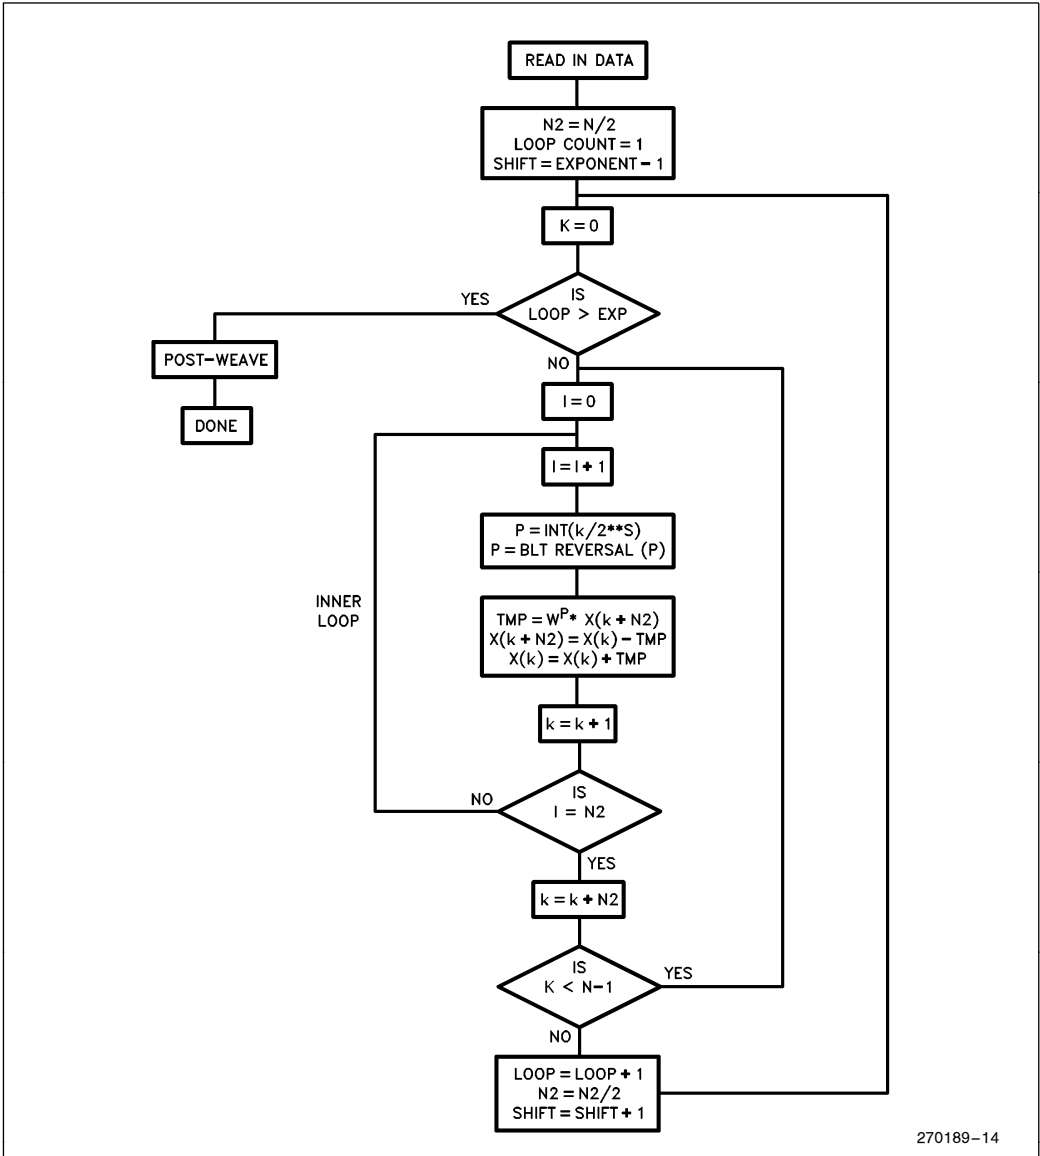 READ IN DATA
N2 = N/2
LOOP COUNT = 1
SHIFT = EXPONENT - 1
K = 0
IS
LOOP > EXP
YES
NO
POST-WEAVE
DONE
I = 0
I = I + 1
P = INT(k/2**S)
P = BLT REVERSAL (P)
INNER
LOOP
TMP = W^P* X(k + N2)
X(k + N2) = X(k) - TMP
X(k) = X(k) + TMP
k = k + 1
IS
I = N2
NO
YES
k = k + N2
IS
K < N-1
YES
NO
LOOP = LOOP + 1
N2 = N2/2
SHIFT = SHIFT + 1
270189-14